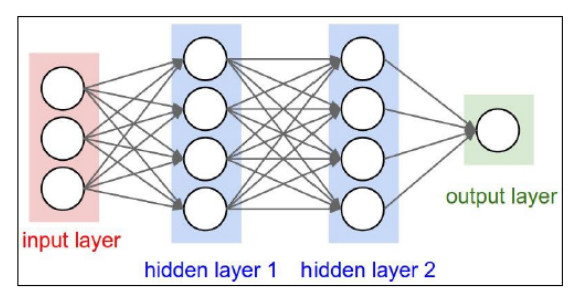 input layer
hidden layer 1
hidden layer 2
output layer